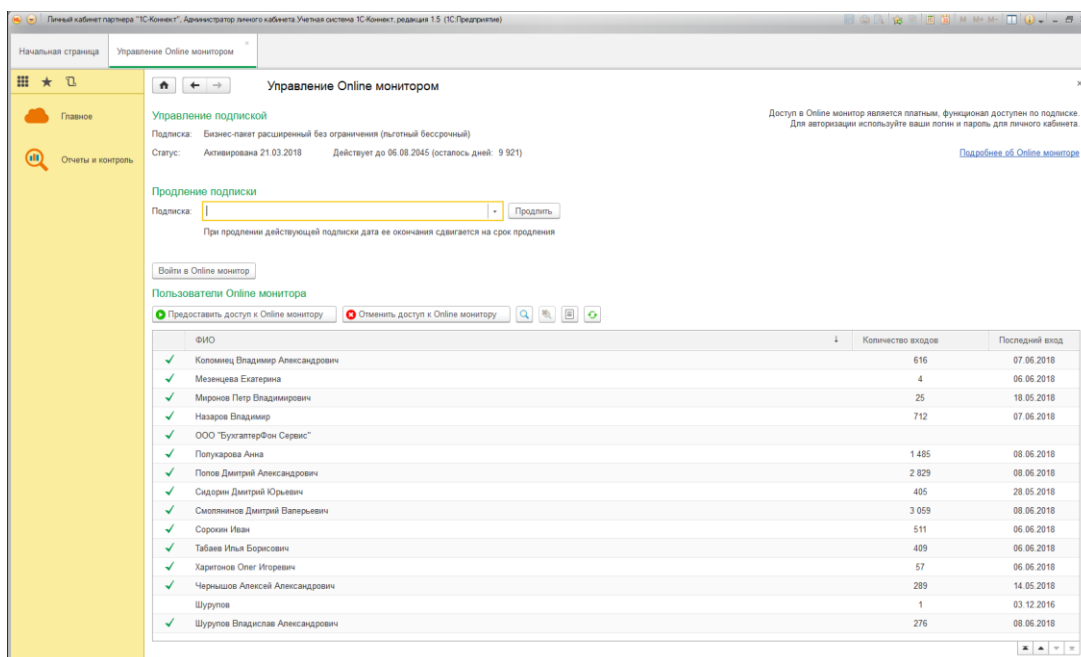 Личный кабинет партнера "1С-Коннект", Администратор личного кабинета.Учетная система 1С-Коннект, редакция 1.5 (1С:Предприятие)
M M+ M-
Начальная страница
Управление Online монитором
Главное
Отчеты и контроль
Управление Online монитором
Управление подпиской
Доступ в Online монитор является платным, функционал доступен по подписке.
Для авторизации используйте ваши логин и пароль для личного кабинета.
Подписка: Бизнес-пакет расширенный без ограничения (льготный бессрочный)
Статус: Активирована 21.03.2018 Действует до 06.08.2045 (осталось дней: 9 921)
Подробнее об Online мониторе
Продление подписки
Подписка: Продлить
При продлении действующей подписки дата ее окончания сдвигается на срок продления
Войти в Online монитор
Пользователи Online монитора
Предоставить доступ к Online монитору Отменить доступ к Online монитору
ФИО ↓ Количество входов Последний вход
Коломиец Владимир Александрович 616 07.06.2018
Мезенцева Екатерина 4 06.06.2018
Миронов Петр Владимирович 25 18.05.2018
Назаров Владимир 712 07.06.2018
ООО "БухгалтерФон Сервис"
Полукарова Анна 1 485 08.06.2018
Попов Дмитрий Александрович 2 829 08.06.2018
Сидорин Дмитрий Юрьевич 405 28.05.2018
Смолянинов Дмитрий Валерьевич 3 059 08.06.2018
Сорокин Иван 511 06.06.2018
Табаев Илья Борисович 409 06.06.2018
Харитонов Олег Игоревич 57 06.06.2018
Чернышов Алексей Александрович 289 14.05.2018
Шурупов 1 03.12.2016
Шурупов Владислав Александрович 276 08.06.2018